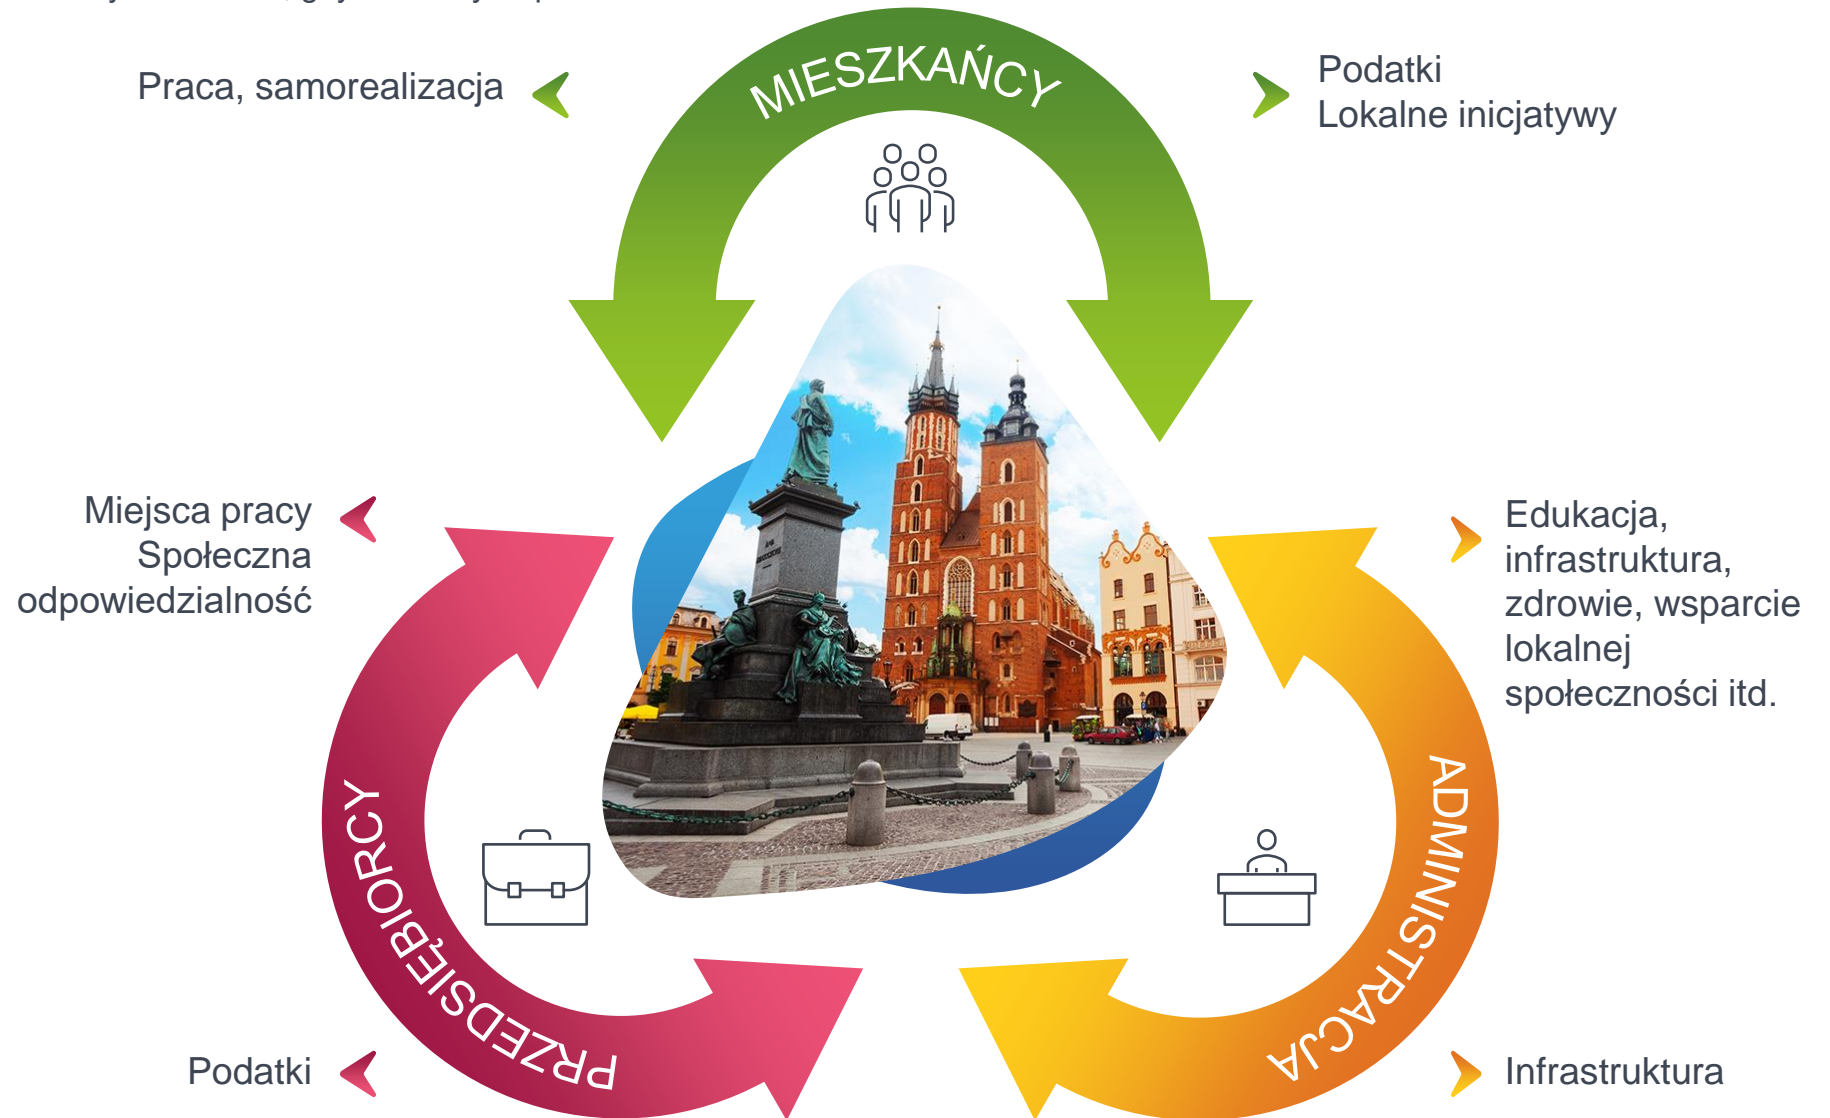 MIESZKAŃCY
Praca, samorealizacja
Podatki
Lokalne inicjatywy
Miejsca pracy
Społeczna
odpowiedzialność
Edukacja,
infrastruktura,
zdrowie, wsparcie
lokalnej
społeczności itd.
PRZEDSIĘBIORCY
ADMINISTRACJA
Podatki
Infrastruktura